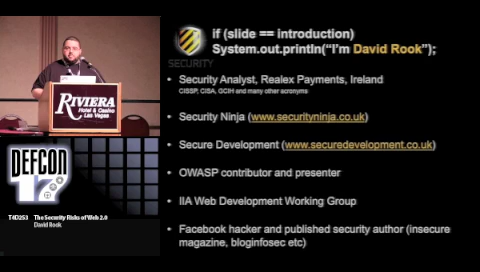 if (slide == introduction)
System.out.println("I'm David Rook");
SECURITY
• Security Analyst, Realex Payments, Ireland
CISSP, CISA, GCIH and many other acronyms
• Security Ninja (www.securityninja.co.uk)
• Secure Development (www.securedevelopment.co.uk)
• OWASP contributor and presenter
• IIA Web Development Working Group
• Facebook hacker and published security author (insecure
magazine, bloginfosec etc)
RIVIERA
Hotel & Casino
Las Vegas
DEFCON
17
T4D253 The Security Risks of Web 2.0
David Rook